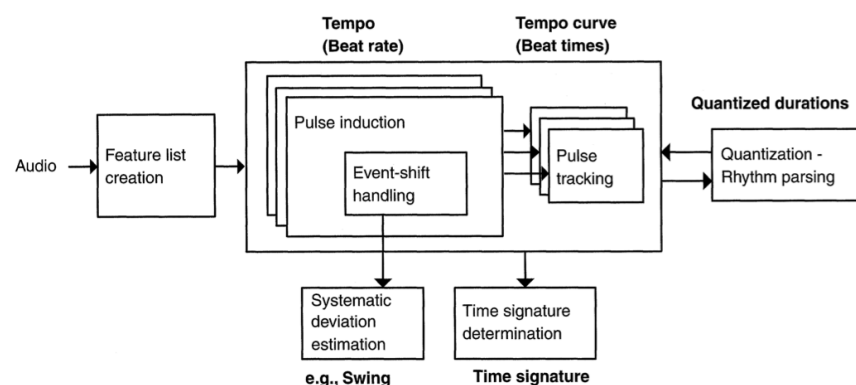 Tempo
(Beat rate)
Tempo curve
(Beat times)
Quantized durations
Audio
Feature list
creation
Pulse induction
Event-shift
handling
Pulse
tracking
Quantization -
Rhythm parsing
Systematic
deviation
estimation
Time signature
determination
e.g., Swing
Time signature